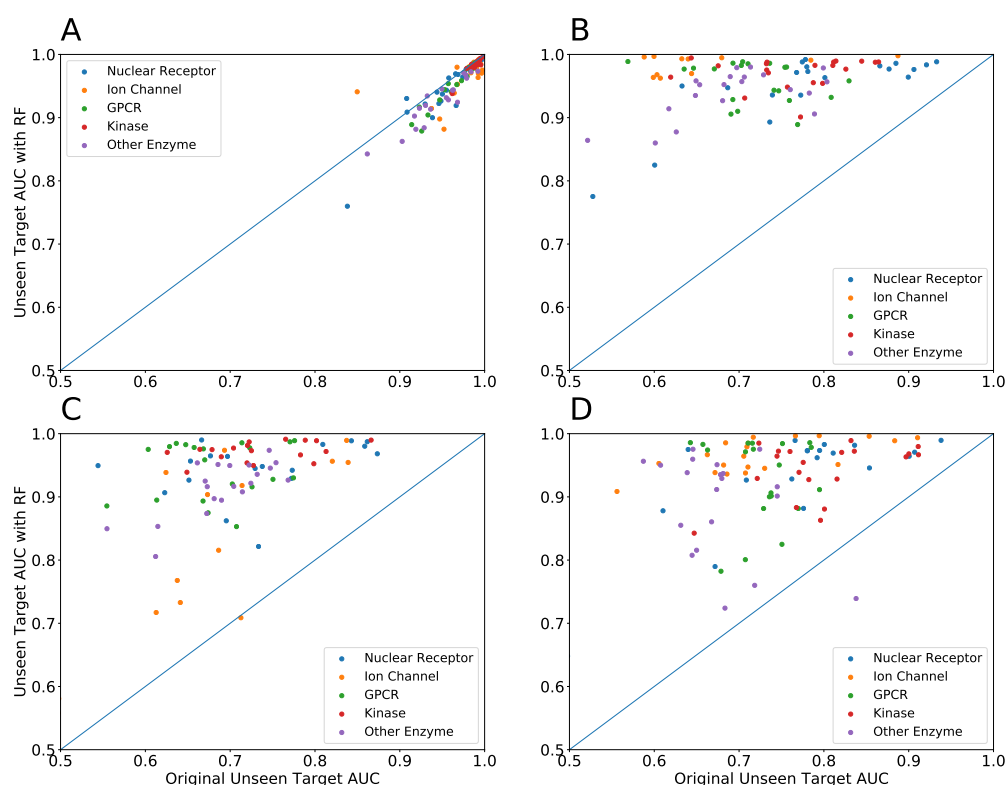 A
B
1.0
0.9
0.8
0.7
0.6
0.5
Unseen Target AUC with RF
Nuclear Receptor
Ion Channel
GPCR
Kinase
Other Enzyme
0.5 0.6 0.7 0.8 0.9 1.0
1.0
0.9
0.8
0.7
0.6
0.5
Nuclear Receptor
Ion Channel
GPCR
Kinase
Other Enzyme
0.5 0.6 0.7 0.8 0.9 1.0
C
D
1.0
0.9
0.8
0.7
0.6
0.5
Unseen Target AUC with RF
Nuclear Receptor
Ion Channel
GPCR
Kinase
Other Enzyme
0.5 0.6 0.7 0.8 0.9 1.0
Original Unseen Target AUC
1.0
0.9
0.8
0.7
0.6
0.5
Nuclear Receptor
Ion Channel
GPCR
Kinase
Other Enzyme
0.5 0.6 0.7 0.8 0.9 1.0
Original Unseen Target AUC